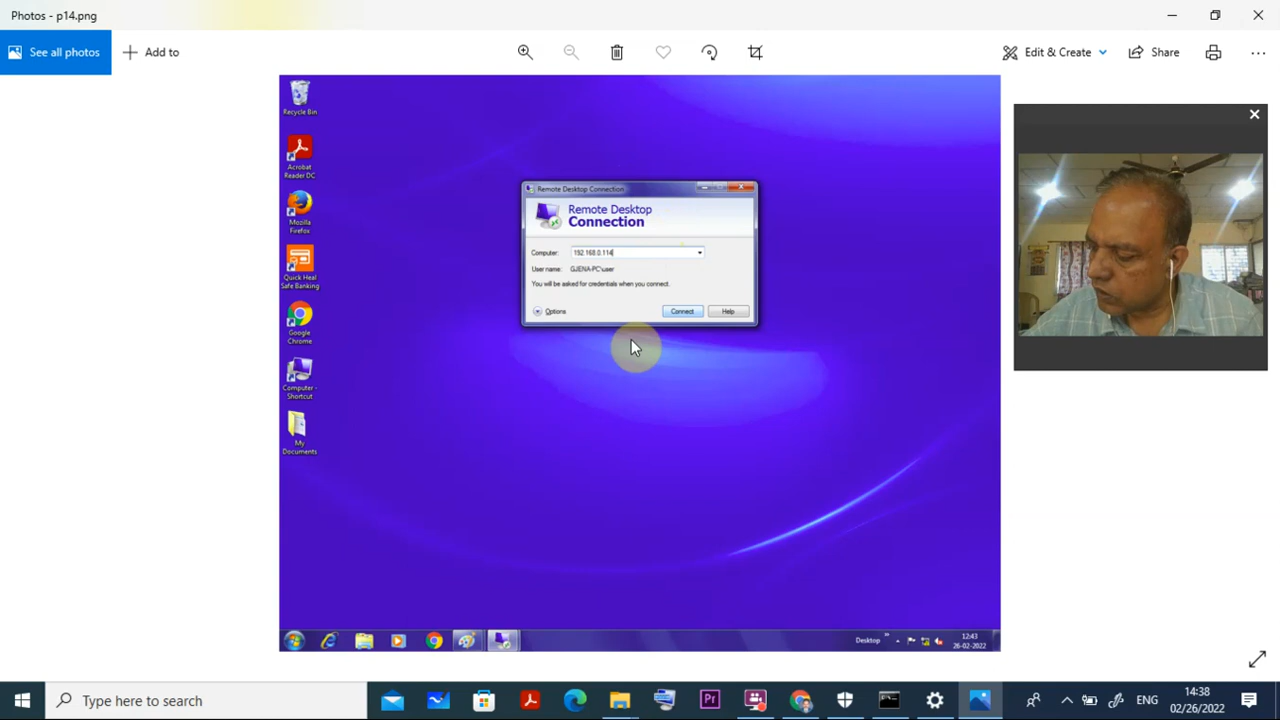 Photos - p14.png
See all photos
Add to
Edit & Create
Share
Recycle Bin
Acrobat
Reader DC
Mozilla
Firefox
Quick Heal
Safe Banking
Google
Chrome
Computer -
Shortcut
My
Documents
Remote Desktop Connection
Remote Desktop
Connection
Computer:
192.168.0.114
User name:
GJENA-PC\user
You will be asked for credentials when you connect.
Options
Connect
Help
Desktop
12:43
26-02-2022
Type here to search
Pr
ENG
14:38
02/26/2022